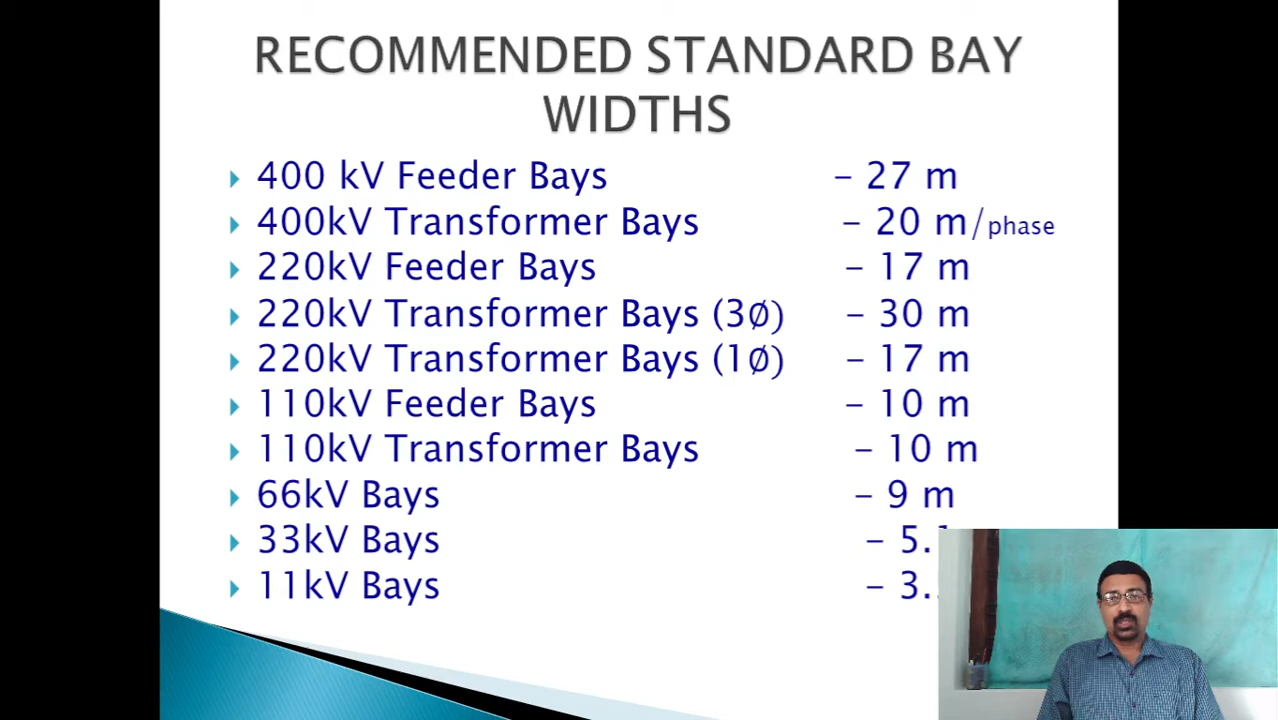 RECOMMENDED STANDARD BAY
WIDTHS
400 kV Feeder Bays – 27 m
400kV Transformer Bays – 20 m/phase
220kV Feeder Bays – 17 m
220kV Transformer Bays (3Ø) – 30 m
220kV Transformer Bays (1Ø) – 17 m
110kV Feeder Bays – 10 m
110kV Transformer Bays – 10 m
66kV Bays – 9 m
33kV Bays – 5.
11kV Bays – 3.